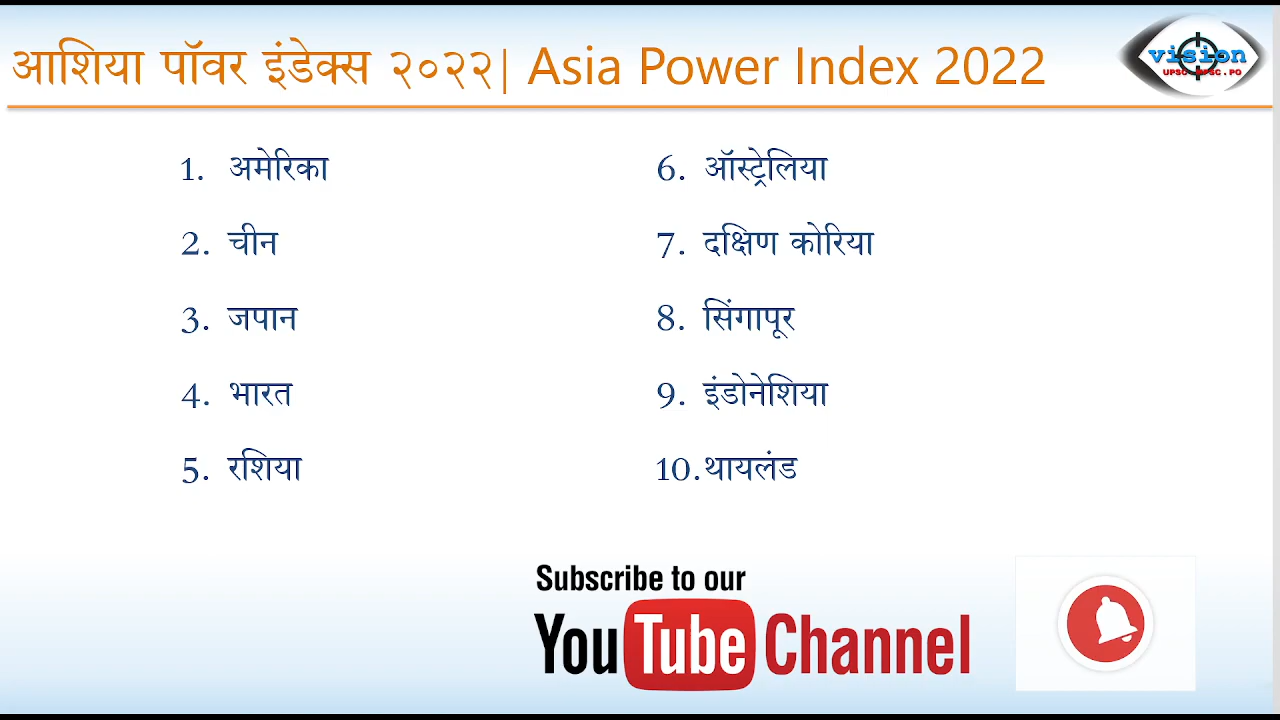 आशिया पॉवर इंडेक्स २०२२| Asia Power Index 2022
vision
UPSC . MPSC . PO
1. अमेरिका
2. चीन
3. जपान
4. भारत
5. रशिया
6. ऑस्ट्रेलिया
7. दक्षिण कोरिया
8. सिंगापूर
9. इंडोनेशिया
10. थायलंड
Subscribe to our
YouTube Channel